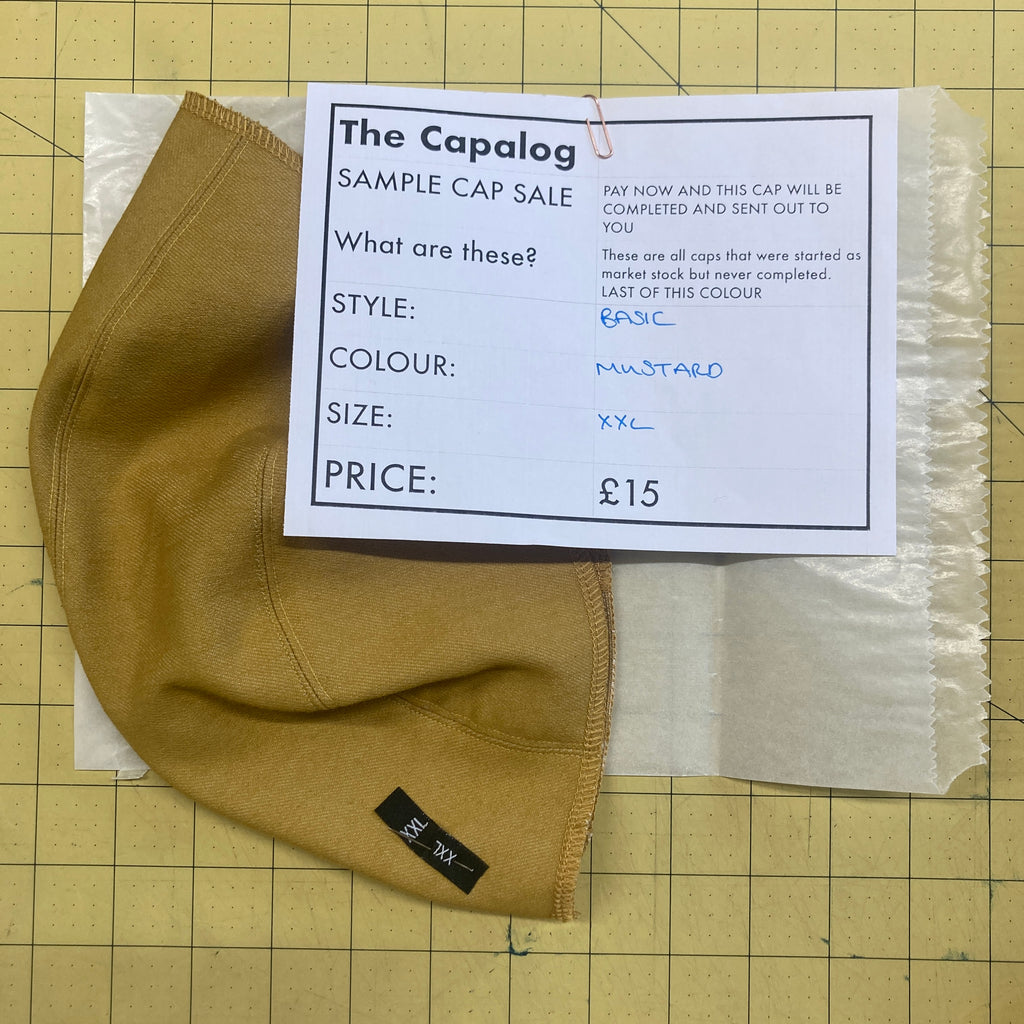 The Capalog
SAMPLE CAP SALE
PAY NOW AND THIS CAP WILL BE
COMPLETED AND SENT OUT TO
YOU
What are these?
These are all caps that were started as
market stock but never completed.
LAST OF THIS COLOUR
STYLE:
BASIC
COLOUR:
MUSTARD
SIZE:
XXL
PRICE:
£15
XXL
XXL